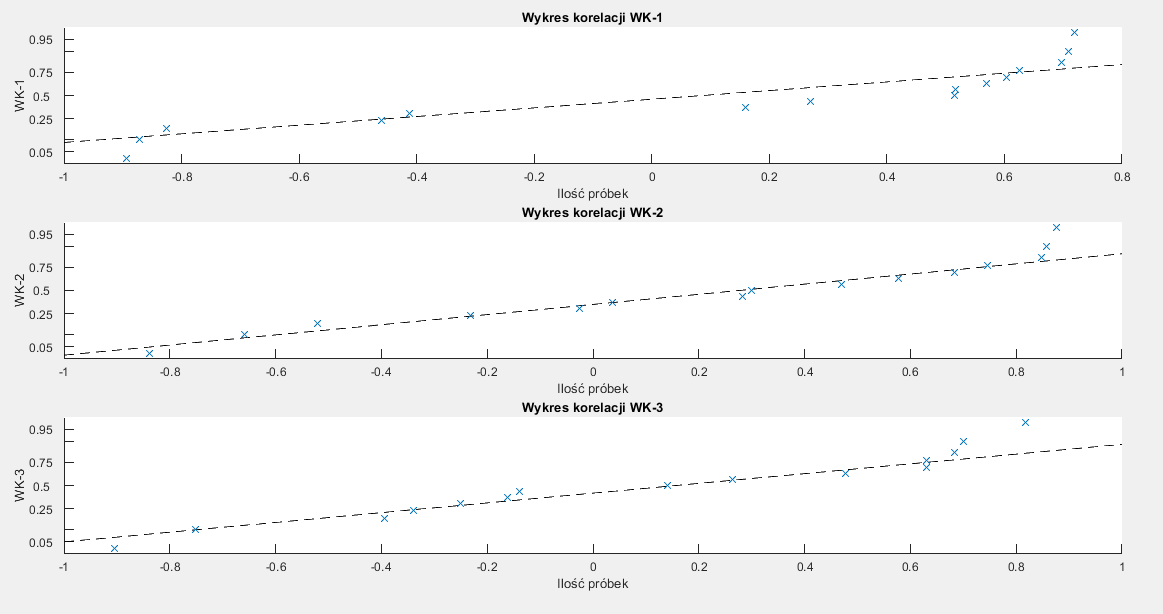 Wykres korelacji WK-1
WK-1
0.95
0.75
0.5
0.25
0.05
-1 -0.8 -0.6 -0.4 -0.2 0 0.2 0.4 0.6 0.8
Ilość próbek
Wykres korelacji WK-2
WK-2
0.95
0.75
0.5
0.25
0.05
-1 -0.8 -0.6 -0.4 -0.2 0 0.2 0.4 0.6 0.8 1
Ilość próbek
Wykres korelacji WK-3
WK-3
0.95
0.75
0.5
0.25
0.05
-1 -0.8 -0.6 -0.4 -0.2 0 0.2 0.4 0.6 0.8 1
Ilość próbek